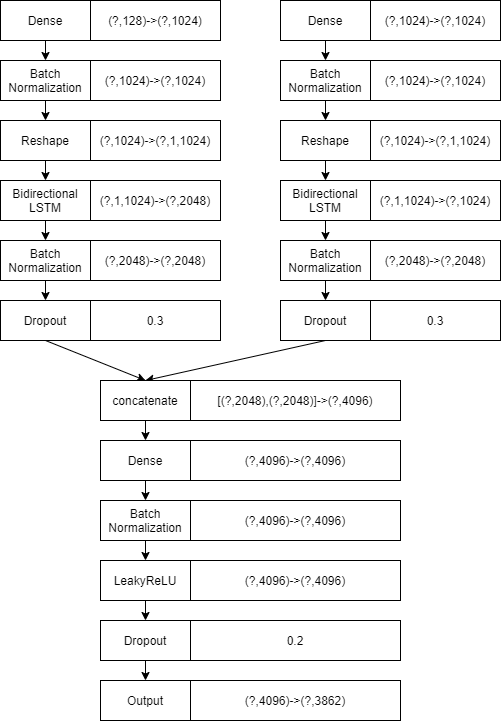 Dense (?,128)->(?,1024)
Batch
Normalization (?,1024)->(?,1024)
Reshape (?,1024)->(?,1,1024)
Bidirectional
LSTM (?,1,1024)->(?,2048)
Batch
Normalization (?,2048)->(?,2048)
Dropout 0.3
Dense (?,1024)->(?,1024)
Batch
Normalization (?,1024)->(?,1024)
Reshape (?,1024)->(?,1,1024)
Bidirectional
LSTM (?,1,1024)->(?,1024)
Batch
Normalization (?,2048)->(?,2048)
Dropout 0.3
concatenate [(?,2048),(?,2048)]->(?,4096)
Dense (?,4096)->(?,4096)
Batch
Normalization (?,4096)->(?,4096)
LeakyReLU (?,4096)->(?,4096)
Dropout 0.2
Output (?,4096)->(?,3862)